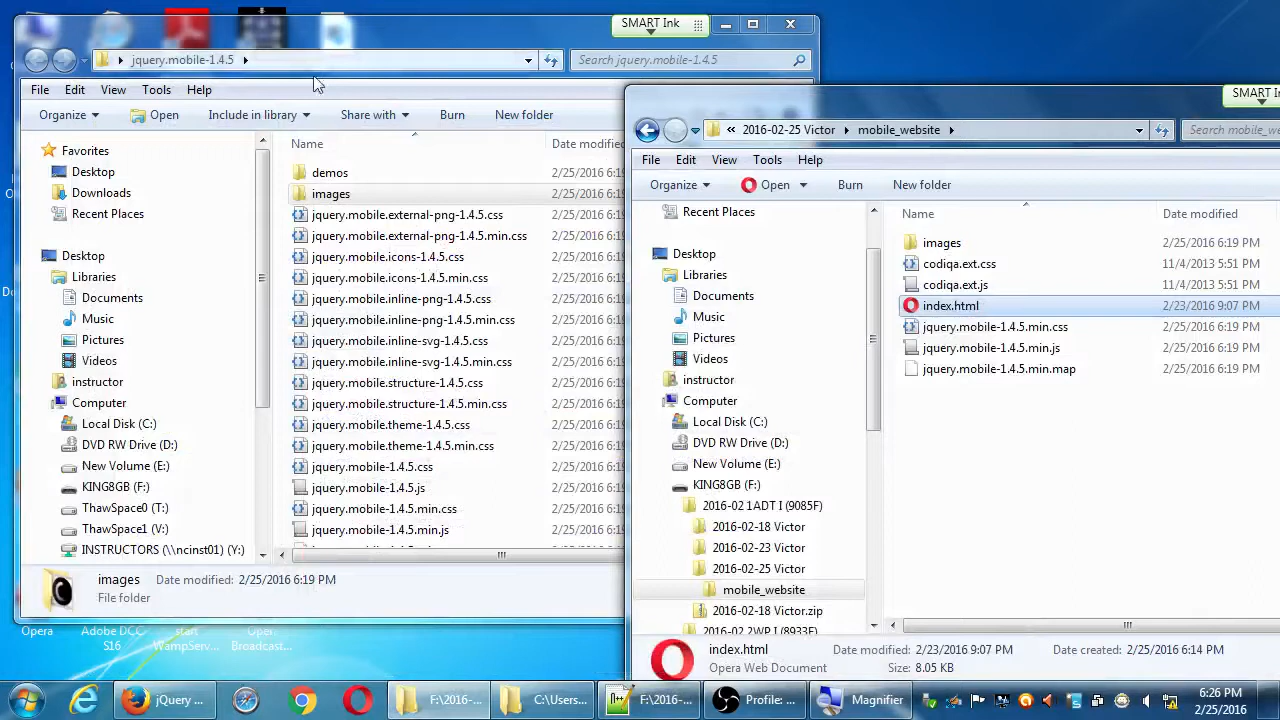 SMART Ink
jquery.mobile-1.4.5
Search jquery.mobile-1.4.5
File Edit View Tools Help
Organize Open Include in library Share with Burn New folder
Name Date modified
Favorites
Desktop
Downloads
Recent Places
Desktop
Libraries
Documents
Music
Pictures
Videos
instructor
Computer
Local Disk (C:)
DVD RW Drive (D:)
New Volume (E:)
KING8GB (F:)
ThawSpace0 (T:)
ThawSpace1 (V:)
INSTRUCTORS (\\ncinst01) (Y:)
demos 2/25/2016 6:19
images 2/25/2016 6:19
jquery.mobile.external-png-1.4.5.css 2/25/2016 6:19
jquery.mobile.external-png-1.4.5.min.css 2/25/2016 6:19
jquery.mobile.icons-1.4.5.css 2/25/2016 6:19
jquery.mobile.icons-1.4.5.min.css 2/25/2016 6:19
jquery.mobile.inline-png-1.4.5.css 2/25/2016 6:19
jquery.mobile.inline-png-1.4.5.min.css 2/25/2016 6:19
jquery.mobile.inline-svg-1.4.5.css 2/25/2016 6:19
jquery.mobile.inline-svg-1.4.5.min.css 2/25/2016 6:19
jquery.mobile.structure-1.4.5.css 2/25/2016 6:19
jquery.mobile.structure-1.4.5.min.css 2/25/2016 6:19
jquery.mobile.theme-1.4.5.css 2/25/2016 6:19
jquery.mobile.theme-1.4.5.min.css 2/25/2016 6:19
jquery.mobile-1.4.5.css 2/25/2016 6:19
jquery.mobile-1.4.5.js 2/25/2016 6:19
jquery.mobile-1.4.5.min.css 2/25/2016 6:19
jquery.mobile-1.4.5.min.js 2/25/2016 6:19
images Date modified: 2/25/2016 6:19 PM
File folder
SMART In
« 2016-02-25 Victor mobile_website
Search mobile_w
File Edit View Tools Help
Organize Open Burn New folder
Name Date modified
Recent Places
Desktop
Libraries
Documents
Music
Pictures
Videos
instructor
Computer
Local Disk (C:)
DVD RW Drive (D:)
New Volume (E:)
KING8GB (F:)
2016-02 1ADT I (9085F)
2016-02-18 Victor
2016-02-23 Victor
2016-02-25 Victor
mobile_website
2016-02-18 Victor.zip
2016-02 2WP I (8933F)
images 2/25/2016 6:19 PM
codiqa.ext.css 11/4/2013 5:51 PM
codiqa.ext.js 11/4/2013 5:51 PM
index.html 2/23/2016 9:07 PM
jquery.mobile-1.4.5.min.css 2/25/2016 6:19 PM
jquery.mobile-1.4.5.min.js 2/25/2016 6:19 PM
jquery.mobile-1.4.5.min.map 2/25/2016 6:19 PM
index.html Date modified: 2/23/2016 9:07 PM Date created: 2/25/2016 6:14 PM
Opera Web Document Size: 8.05 KB
Opera
Adobe DCC
S16
start
WampServ...
Open
Broadcast...
jQuery ... F:\2016-... C:\Users... F:\2016-... Profile: ... Magnifier
6:26 PM
2/25/2016